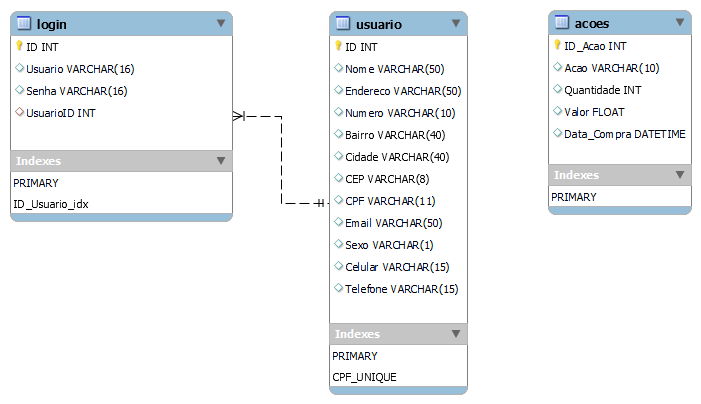 login
ID INT
Usuario VARCHAR(16)
Senha VARCHAR(16)
UsuarioID INT
Indexes
PRIMARY
ID_Usuario_idx
usuario
ID INT
Nome VARCHAR(50)
Endereco VARCHAR(50)
Numero VARCHAR(10)
Bairro VARCHAR(40)
Cidade VARCHAR(40)
CEP VARCHAR(8)
CPF VARCHAR(11)
Email VARCHAR(50)
Sexo VARCHAR(1)
Celular VARCHAR(15)
Telefone VARCHAR(15)
Indexes
PRIMARY
CPF_UNIQUE
acoes
ID_Acao INT
Acao VARCHAR(10)
Quantidade INT
Valor FLOAT
Data_Compra DATETIME
Indexes
PRIMARY